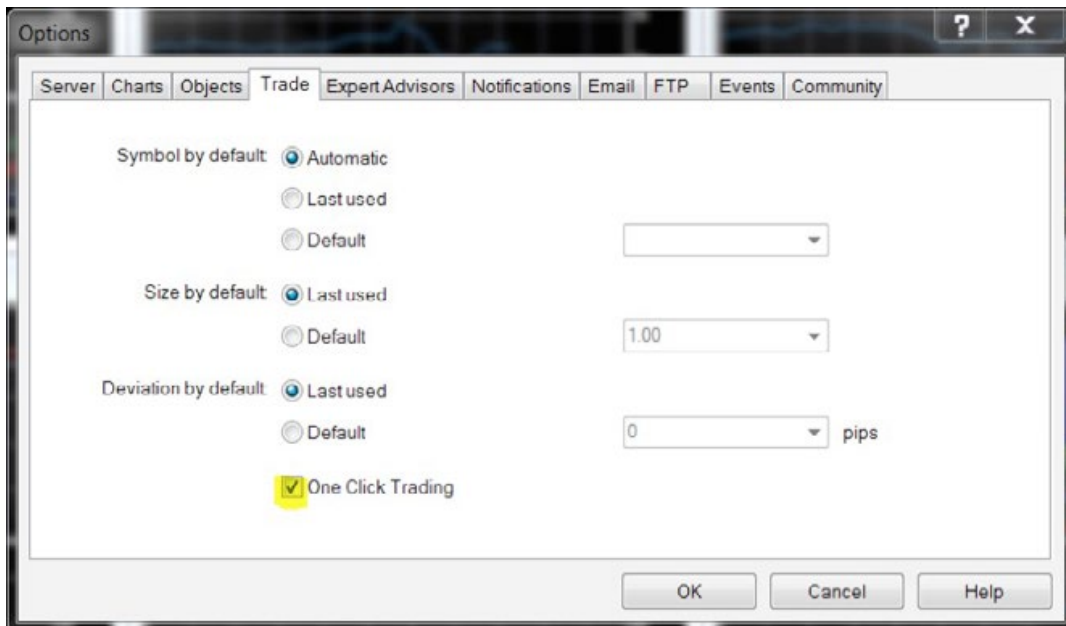 Options
Server Charts Objects Trade Expert Advisors Notifications Email FTP Events Community
Symbol by default Automatic
Last used
Default
Size by default Last used
Default 1.00
Deviation by default Last used
Default 0 pips
One Click Trading
OK Cancel Help